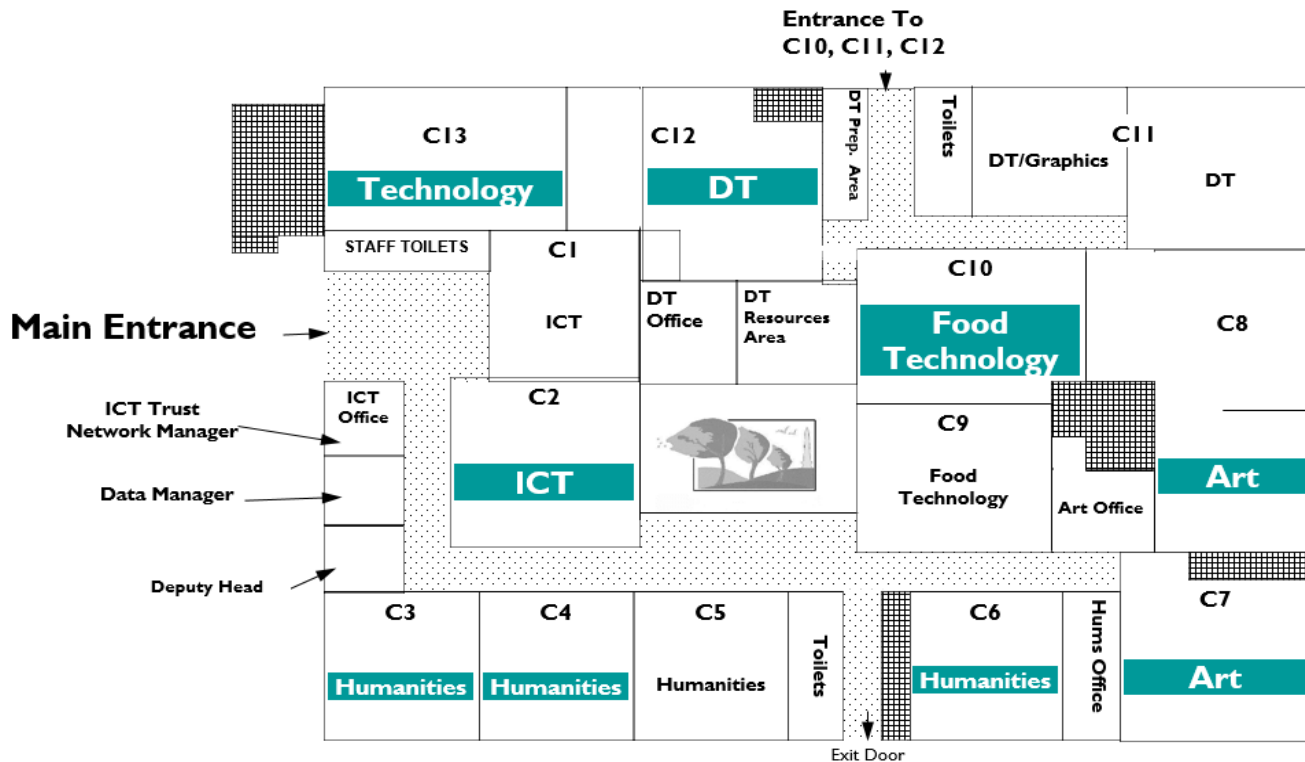 Entrance To
C10, C11, C12
C13
Technology
C12
DT
DT Prep. Area
Toilets
DT/Graphics
C11
DT
STAFF TOILETS
C1
ICT
C10
Food
Technology
DT
Office
DT
Resources
Area
C8
Main Entrance
ICT Trust
Network Manager
ICT
Office
C2
ICT
C9
Food
Technology
Art
Data Manager
Art Office
Deputy Head
C3
Humanities
C4
Humanities
C5
Humanities
Toilets
C6
Humanities
Hums Office
C7
Art
Exit Door